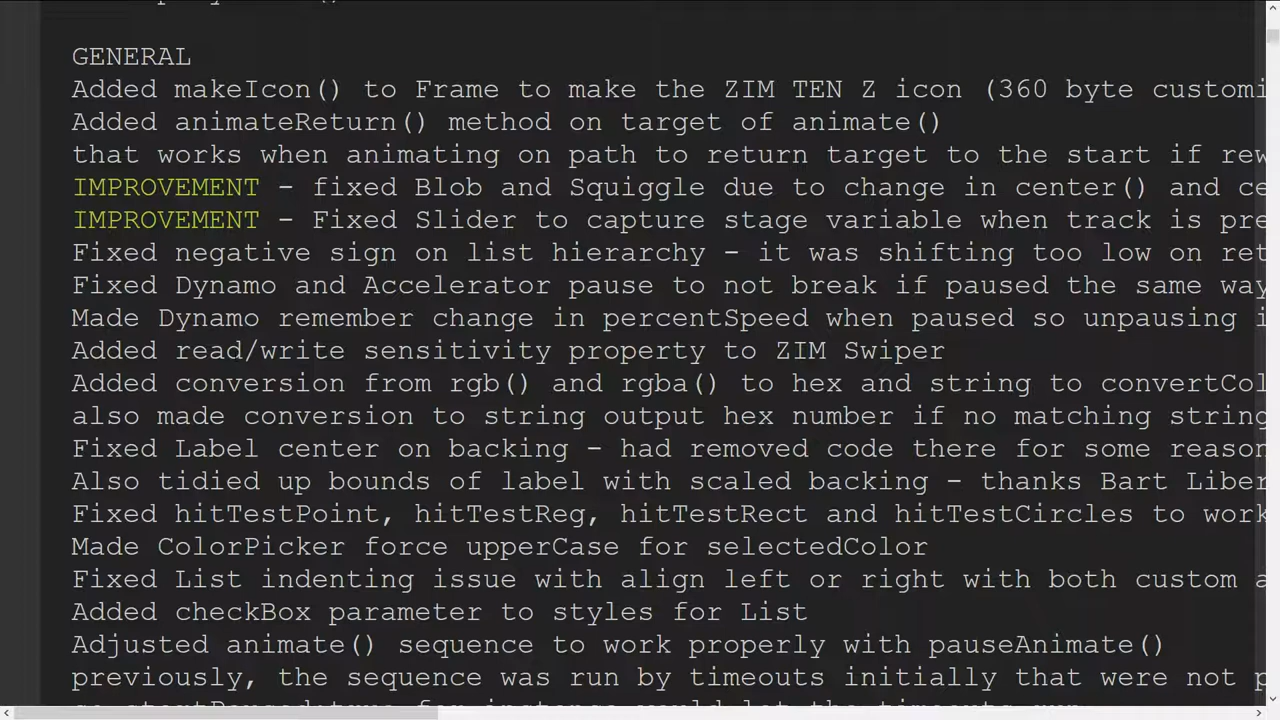 GENERAL
Added makeIcon() to Frame to make the ZIM TEN Z icon (360 byte customi
Added animateReturn() method on target of animate()
that works when animating on path to return target to the start if rew
IMPROVEMENT - fixed Blob and Squiggle due to change in center() and ce
IMPROVEMENT - Fixed Slider to capture stage variable when track is pre
Fixed negative sign on list hierarchy - it was shifting too low on ret
Fixed Dynamo and Accelerator pause to not break if paused the same way
Made Dynamo remember change in percentSpeed when paused so unpausing i
Added read/write sensitivity property to ZIM Swiper
Added conversion from rgb() and rgba() to hex and string to convertCol
also made conversion to string output hex number if no matching string
Fixed Label center on backing - had removed code there for some reason
Also tidied up bounds of label with scaled backing - thanks Bart Liber
Fixed hitTestPoint, hitTestReg, hitTestRect and hitTestCircles to work
Made ColorPicker force upperCase for selectedColor
Fixed List indenting issue with align left or right with both custom a
Added checkBox parameter to styles for List
Adjusted animate() sequence to work properly with pauseAnimate()
previously, the sequence was run by timeouts initially that were not p